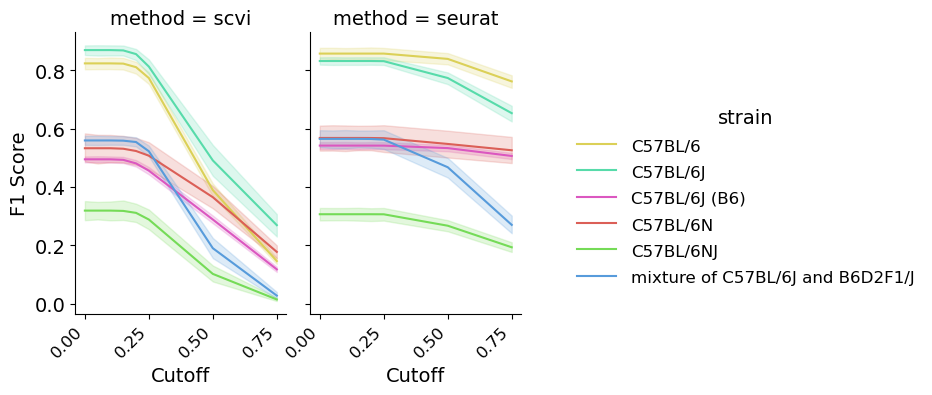 method = scvi
method = seurat
F1 Score
0.8
0.6
0.4
0.2
0.0
0.00
0.25
0.50
0.75
Cutoff
0.00
0.25
0.50
0.75
Cutoff
strain
C57BL/6
C57BL/6J
C57BL/6J (B6)
C57BL/6N
C57BL/6NJ
mixture of C57BL/6J and B6D2F1/J